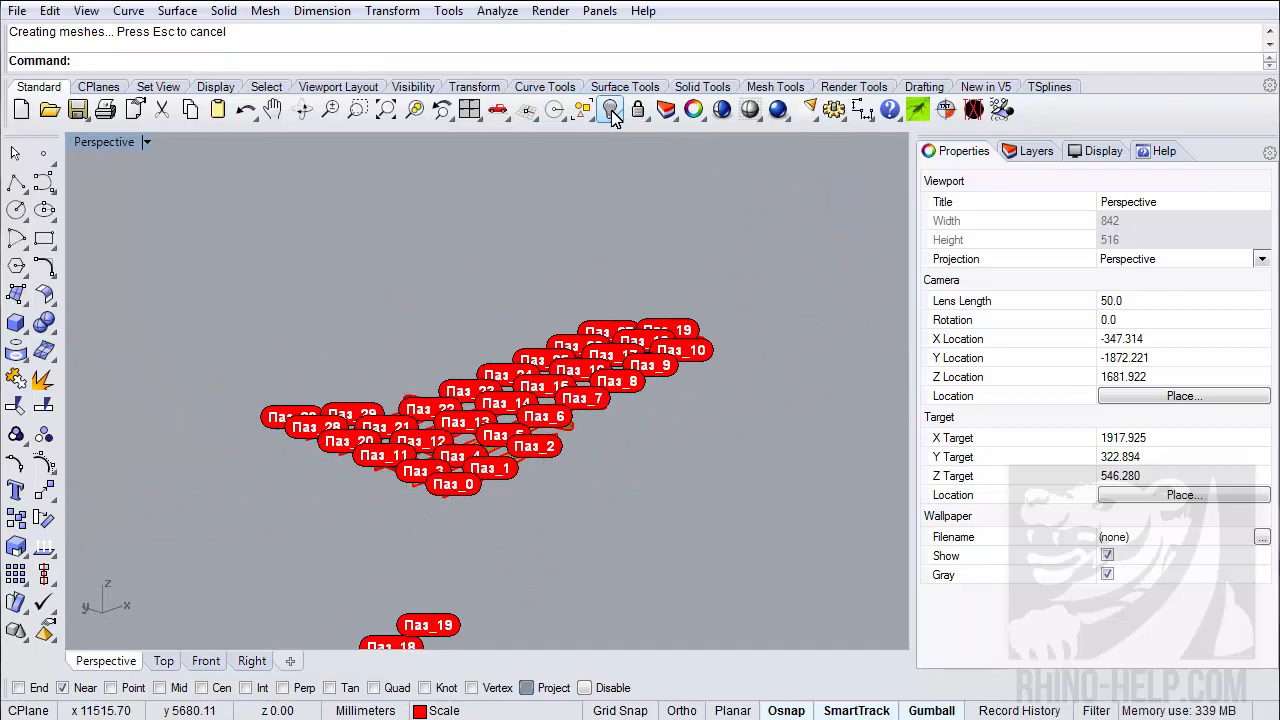 File Edit View Curve Surface Solid Mesh Dimension Transform Tools Analyze Render Panels Help
Creating meshes... Press Esc to cancel
Command:
Standard CPlanes Set View Display Select Viewport Layout Visibility Transform Curve Tools Surface Tools Solid Tools Mesh Tools Render Tools Drafting New in V5 TSplines
Perspective
Properties Layers Display Help
Viewport
Title Perspective
Width 842
Height 516
Projection Perspective
Camera
Lens Length 50.0
Rotation 0.0
X Location -347.314
Y Location -1872.221
Z Location 1681.922
Location Place...
Target
X Target 1917.925
Y Target 322.894
Z Target 546.280
Location Place...
Wallpaper
Filename (none) ...
Show
Gray
Паз_19
Паз_10
Паз_9
Паз_8
Паз_7
Паз_14
Паз_6
Паз_13
Паз_29
Паз_21
Паз_20
Паз_12
Паз_2
Паз_11
Паз_1
Паз_0
z
y x
Паз_19
Паз_18
Perspective Top Front Right
End Near Point Mid Cen Int Perp Tan Quad Knot Vertex Project Disable
CPlane x 11515.70 y 5680.11 z 0.00 Millimeters Scale Grid Snap Ortho Planar Osnap SmartTrack Gumball Record History Filter Memory use: 339 MB
RHINO-HELP.COM